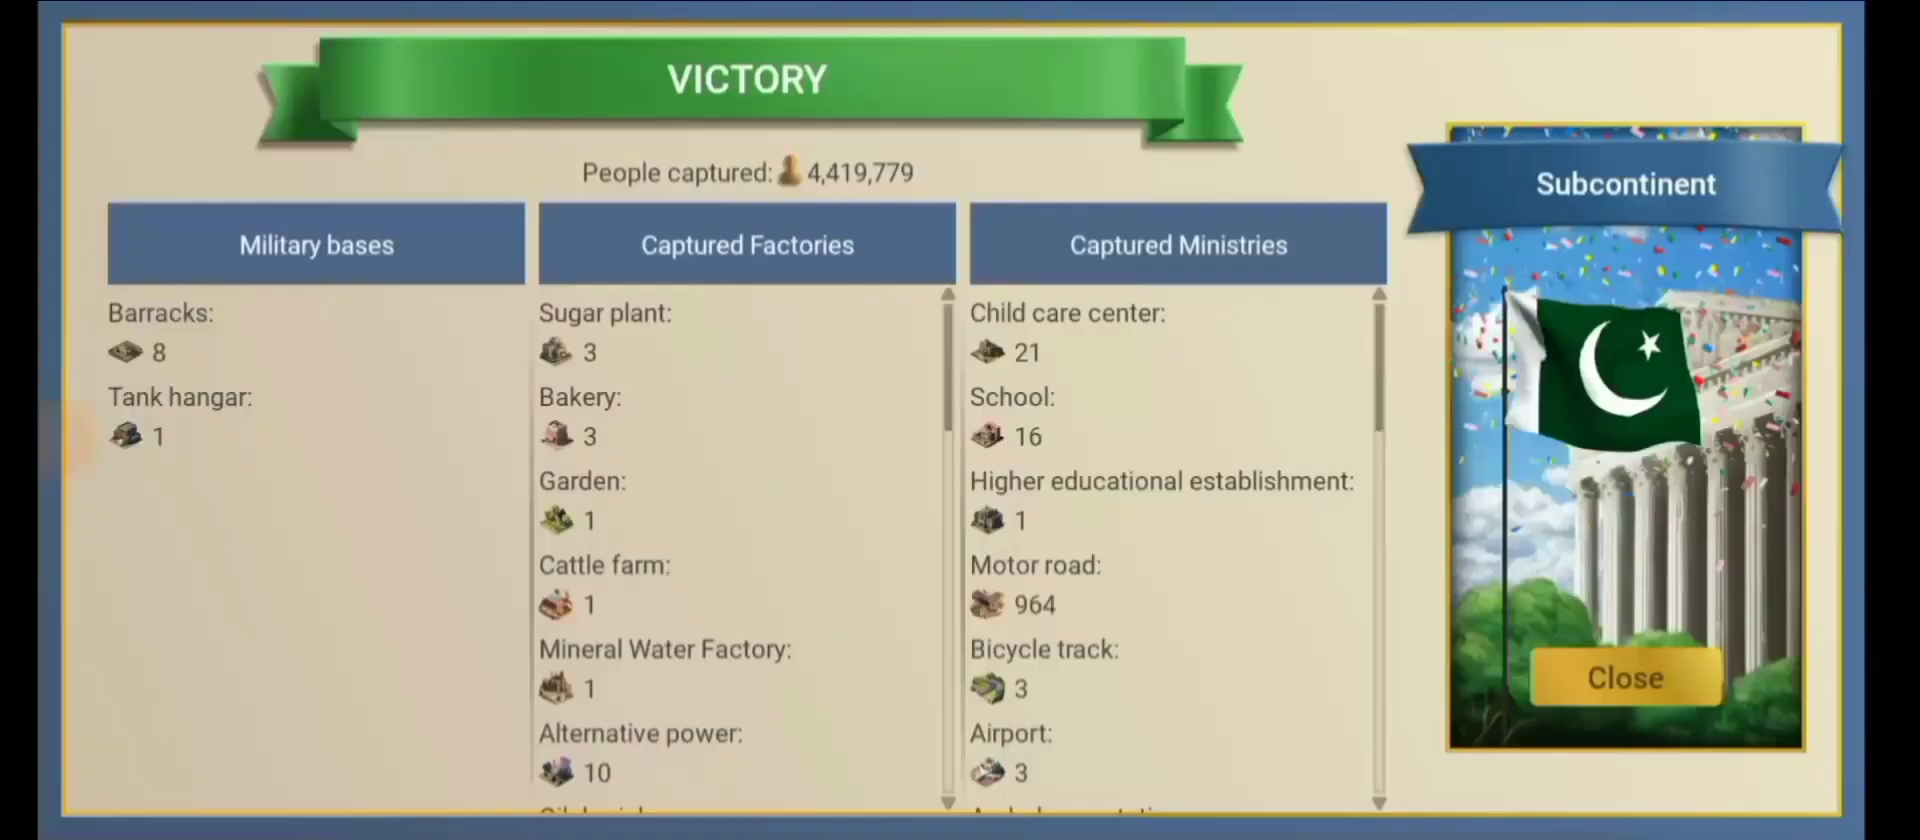 VICTORY
People captured: 4,419,779
Subcontinent
Military bases
Captured Factories
Captured Ministries
Barracks:
8
Tank hangar:
1
Sugar plant:
3
Bakery:
3
Garden:
1
Cattle farm:
1
Mineral Water Factory:
1
Alternative power:
10
Child care center:
21
School:
16
Higher educational establishment:
1
Motor road:
964
Bicycle track:
3
Airport:
3
Close